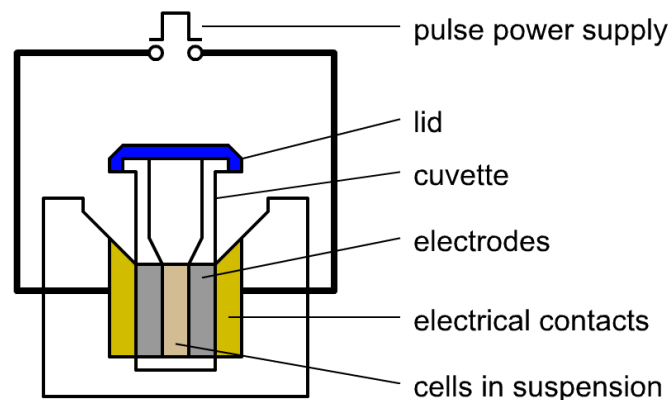 pulse power supply
lid
cuvette
electrodes
electrical contacts
cells in suspension